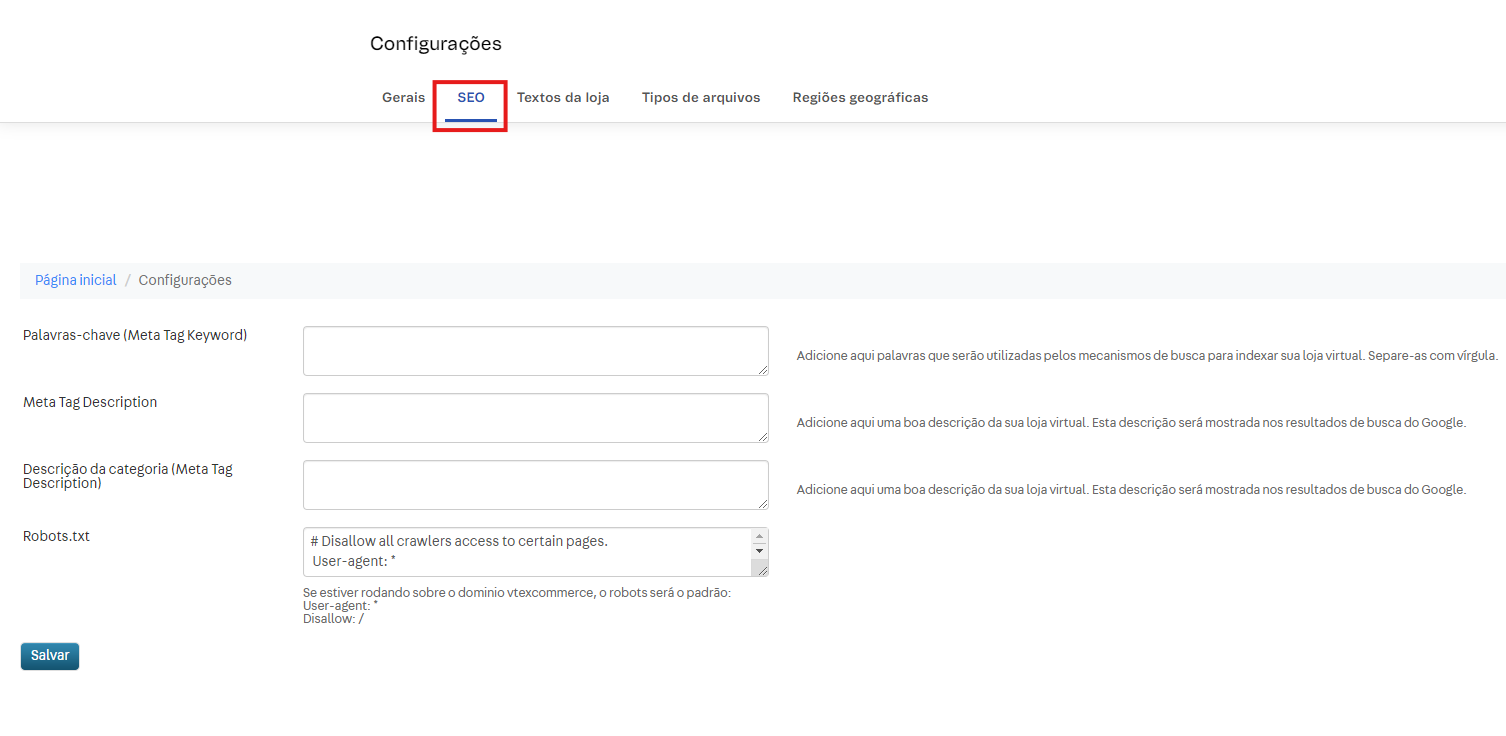 Configurações
Gerais SEO Textos da loja Tipos de arquivos Regiões geográficas
Página inicial / Configurações
Palavras-chave (Meta Tag Keyword)
Adicione aqui palavras que serão utilizadas pelos mecanismos de busca para indexar sua loja virtual. Separe-as com vírgula.
Meta Tag Description
Adicione aqui uma boa descrição da sua loja virtual. Esta descrição será mostrada nos resultados de busca do Google.
Descrição da categoria (Meta Tag
Description)
Adicione aqui uma boa descrição da sua loja virtual. Esta descrição será mostrada nos resultados de busca do Google.
Robots.txt
# Disallow all crawlers access to certain pages.
User-agent: *
Se estiver rodando sobre o dominio vtexcommerce, o robots será o padrão:
User-agent: *
Disallow: /
Salvar